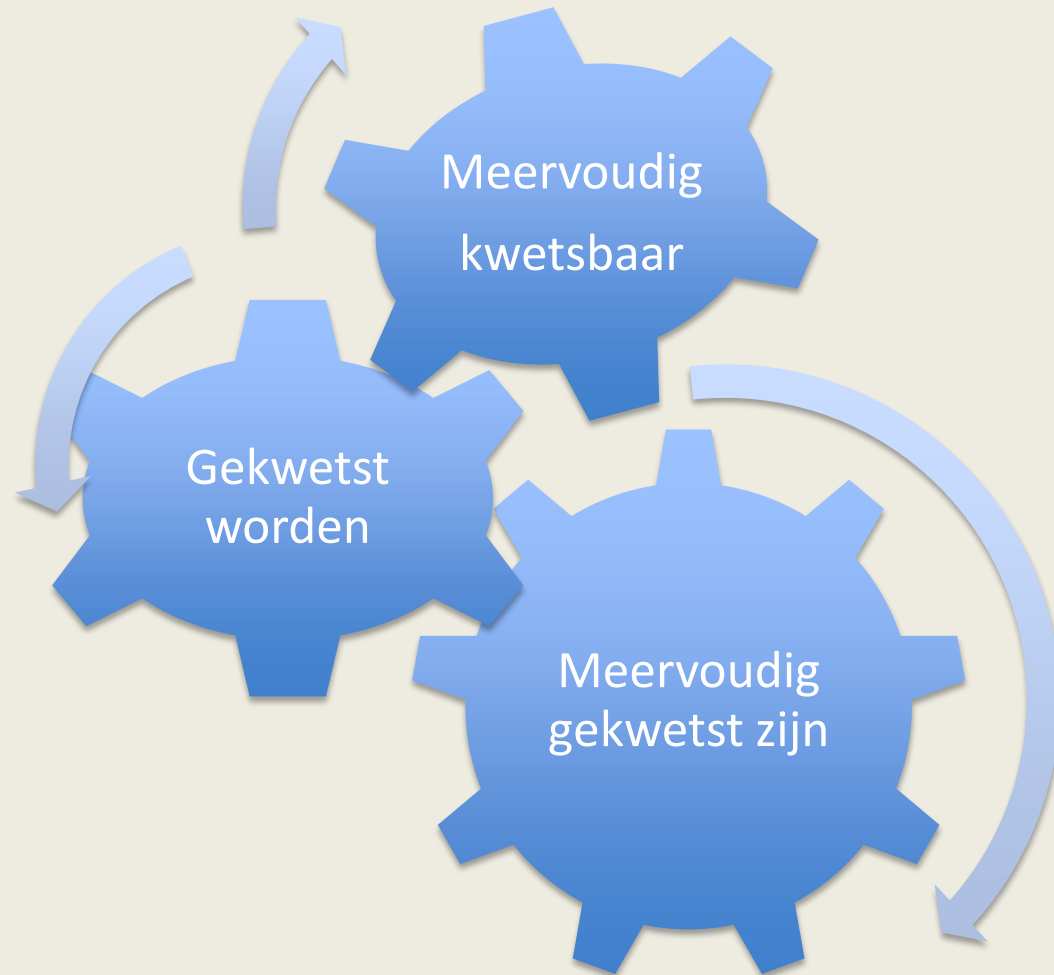 Meervoudig
kwetsbaar
Gekwetst
worden
Meervoudig
gekwetst zijn